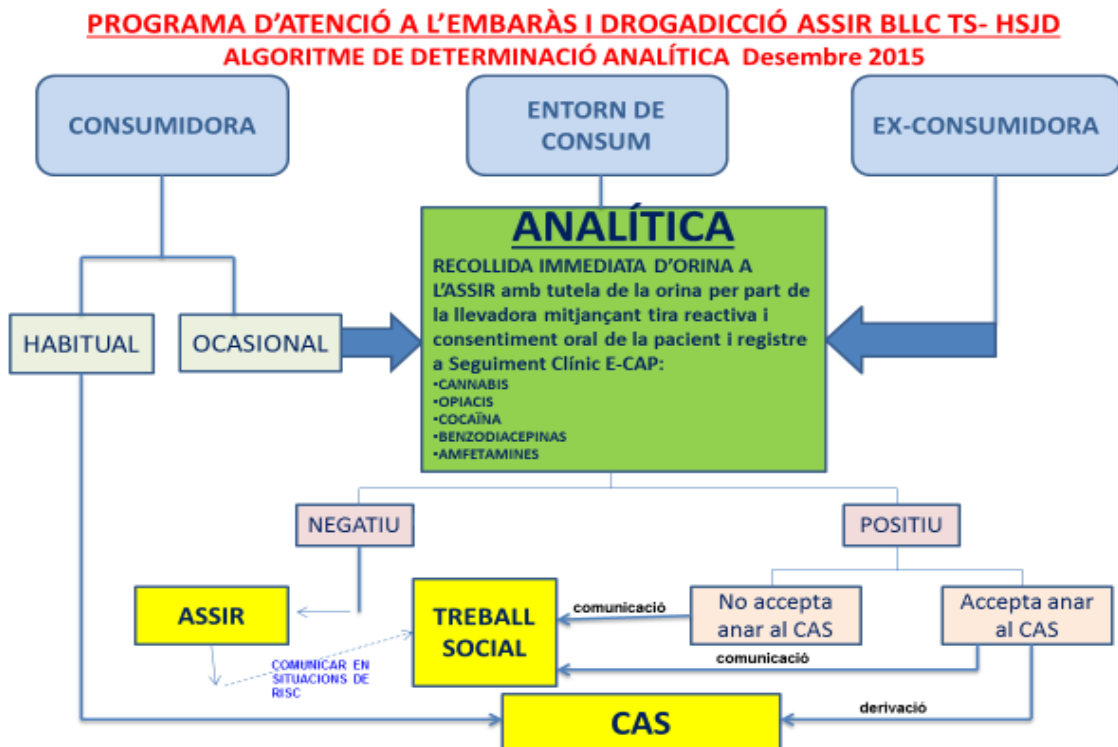 PROGRAMA D'ATENCIÓ A L'EMBARÀS I DROGADICCIÓ ASSIR BLLC TS- HSJD
ALGORITME DE DETERMINACIÓ ANALÍTICA Desembre 2015
CONSUMIDORA
ENTORN DE
CONSUM
EX-CONSUMIDORA
ANALÍTICA
RECOLLIDA IMMEDIATA D'ORINA A
L'ASSIR amb tutela de la orina per part de
la llevadora mitjançant tira reactiva i
consentiment oral de la pacient i registre
a Seguiment Clínic E-CAP:
•CANNABIS
•OPIACIS
•COCAÏNA
•BENZODIACEPINAS
•AMFETAMINES
HABITUAL
OCASIONAL
NEGATIU
POSITIU
ASSIR
TREBALL
SOCIAL
comunicació
No accepta
anar al CAS
Accepta anar
al CAS
COMUNICAR EN
SITUACIONS DE
RISC
comunicació
CAS
derivació